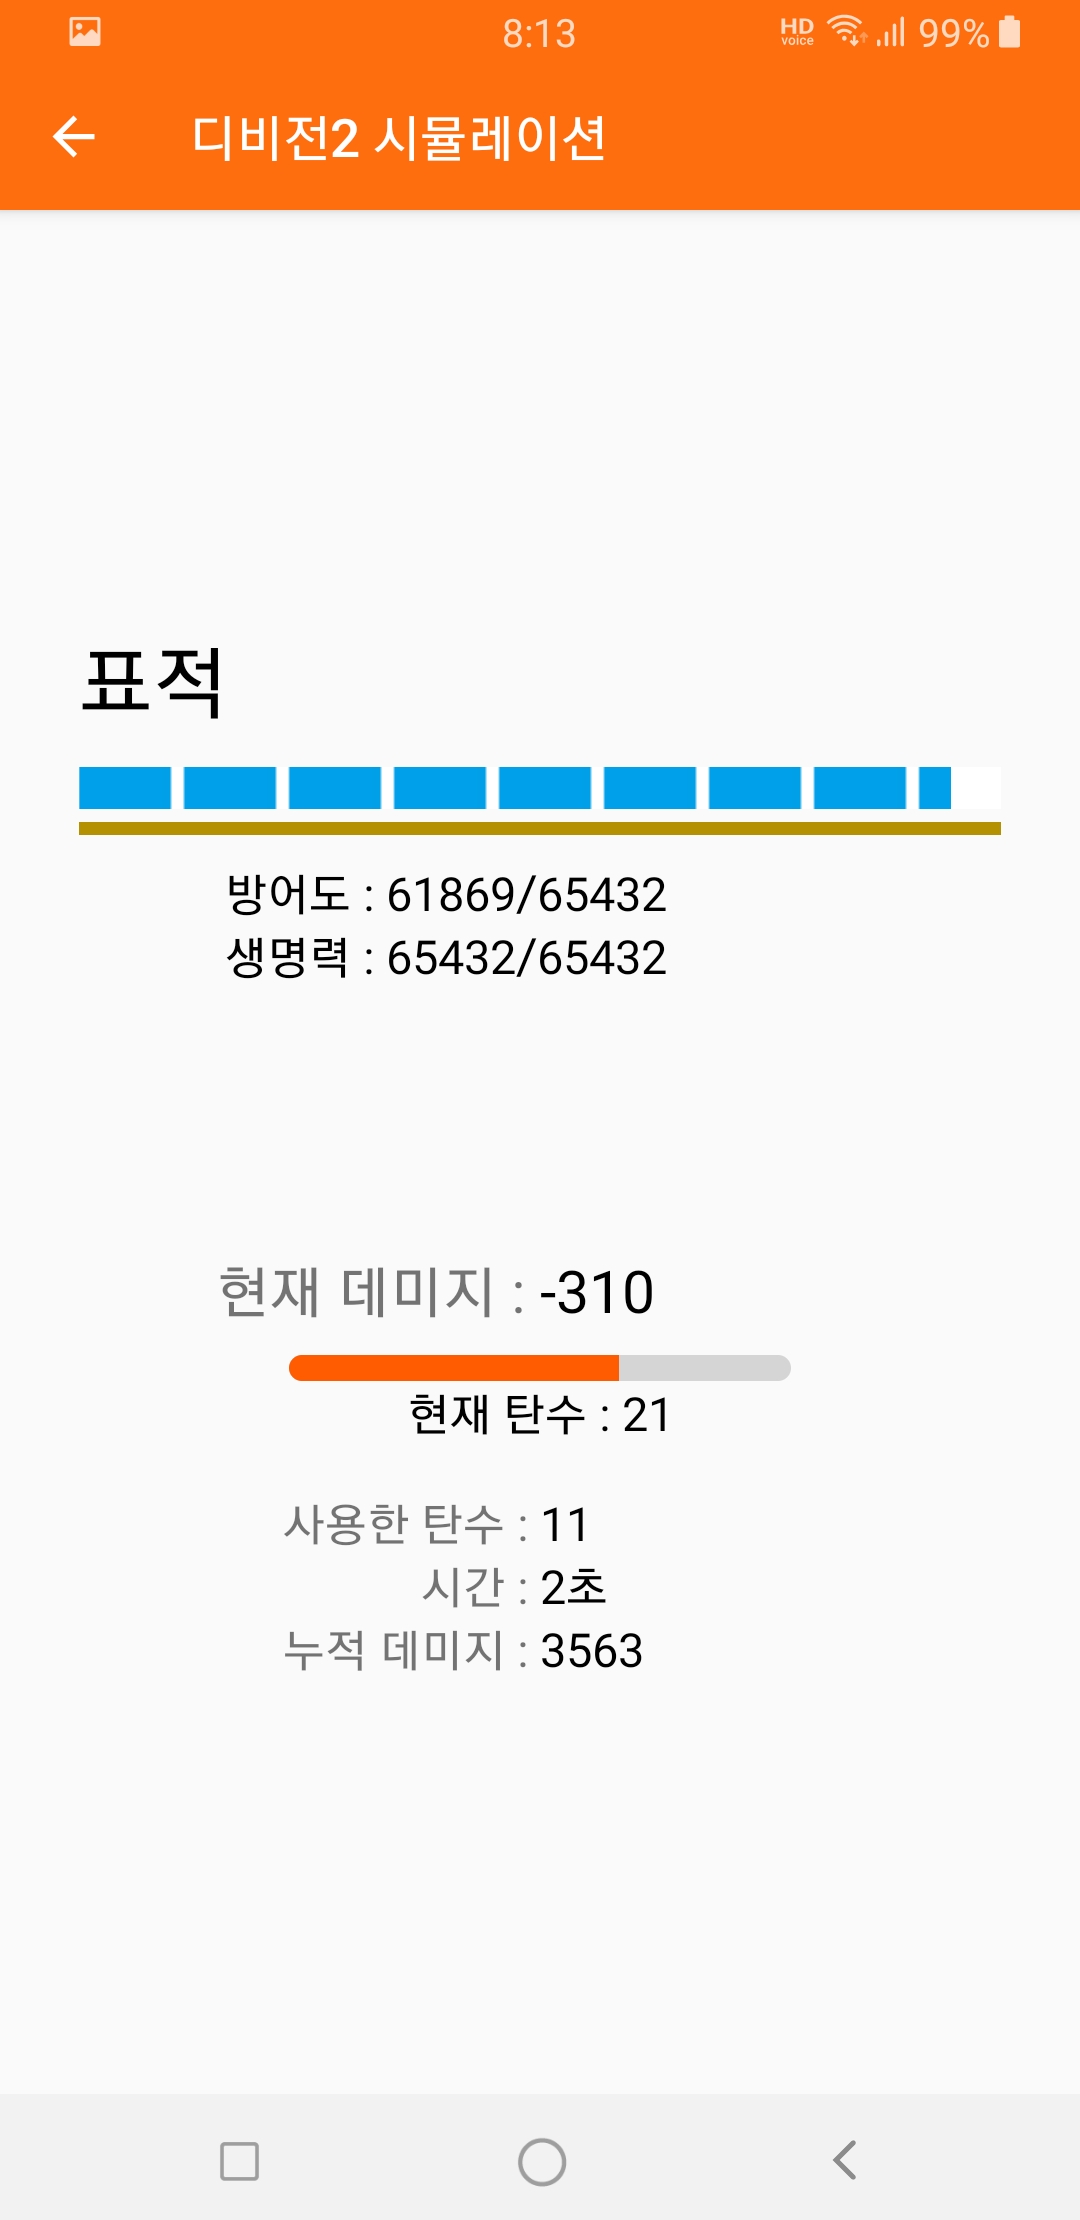 8:13
HD voice
99%
디비전2 시뮬레이션
표적
방어도 : 61869/65432
생명력 : 65432/65432
현재 데미지 : -310
현재 탄수 : 21
사용한 탄수 : 11
시간 : 2초
누적 데미지 : 3563